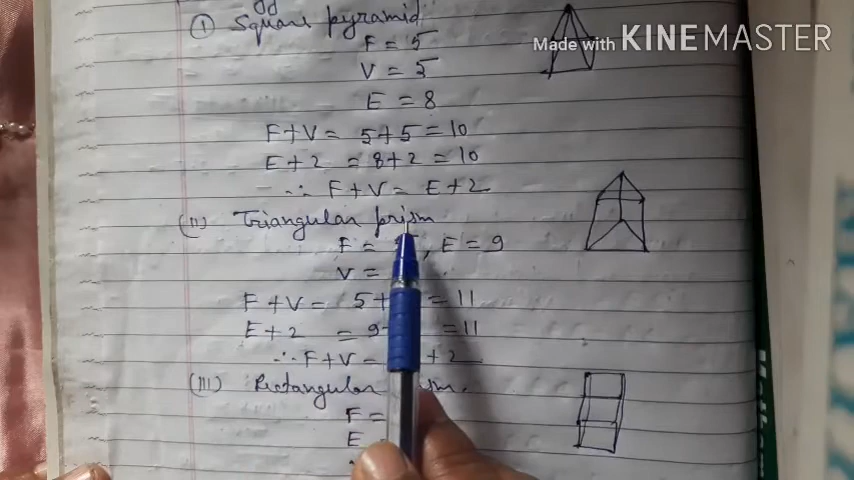 ① Square pyramid
F = 5
V = 5
E = 8
F+V = 5+5 = 10
E+2 = 8+2 = 10
∴ F+V = E+2
(II) Triangular prism
F = , E = 9
V =
F+V = 5+ = 11
E+2 = 9+ = 11
∴ F+V = +2
(III) Rectangular
F =
E
Made with KINEMASTER